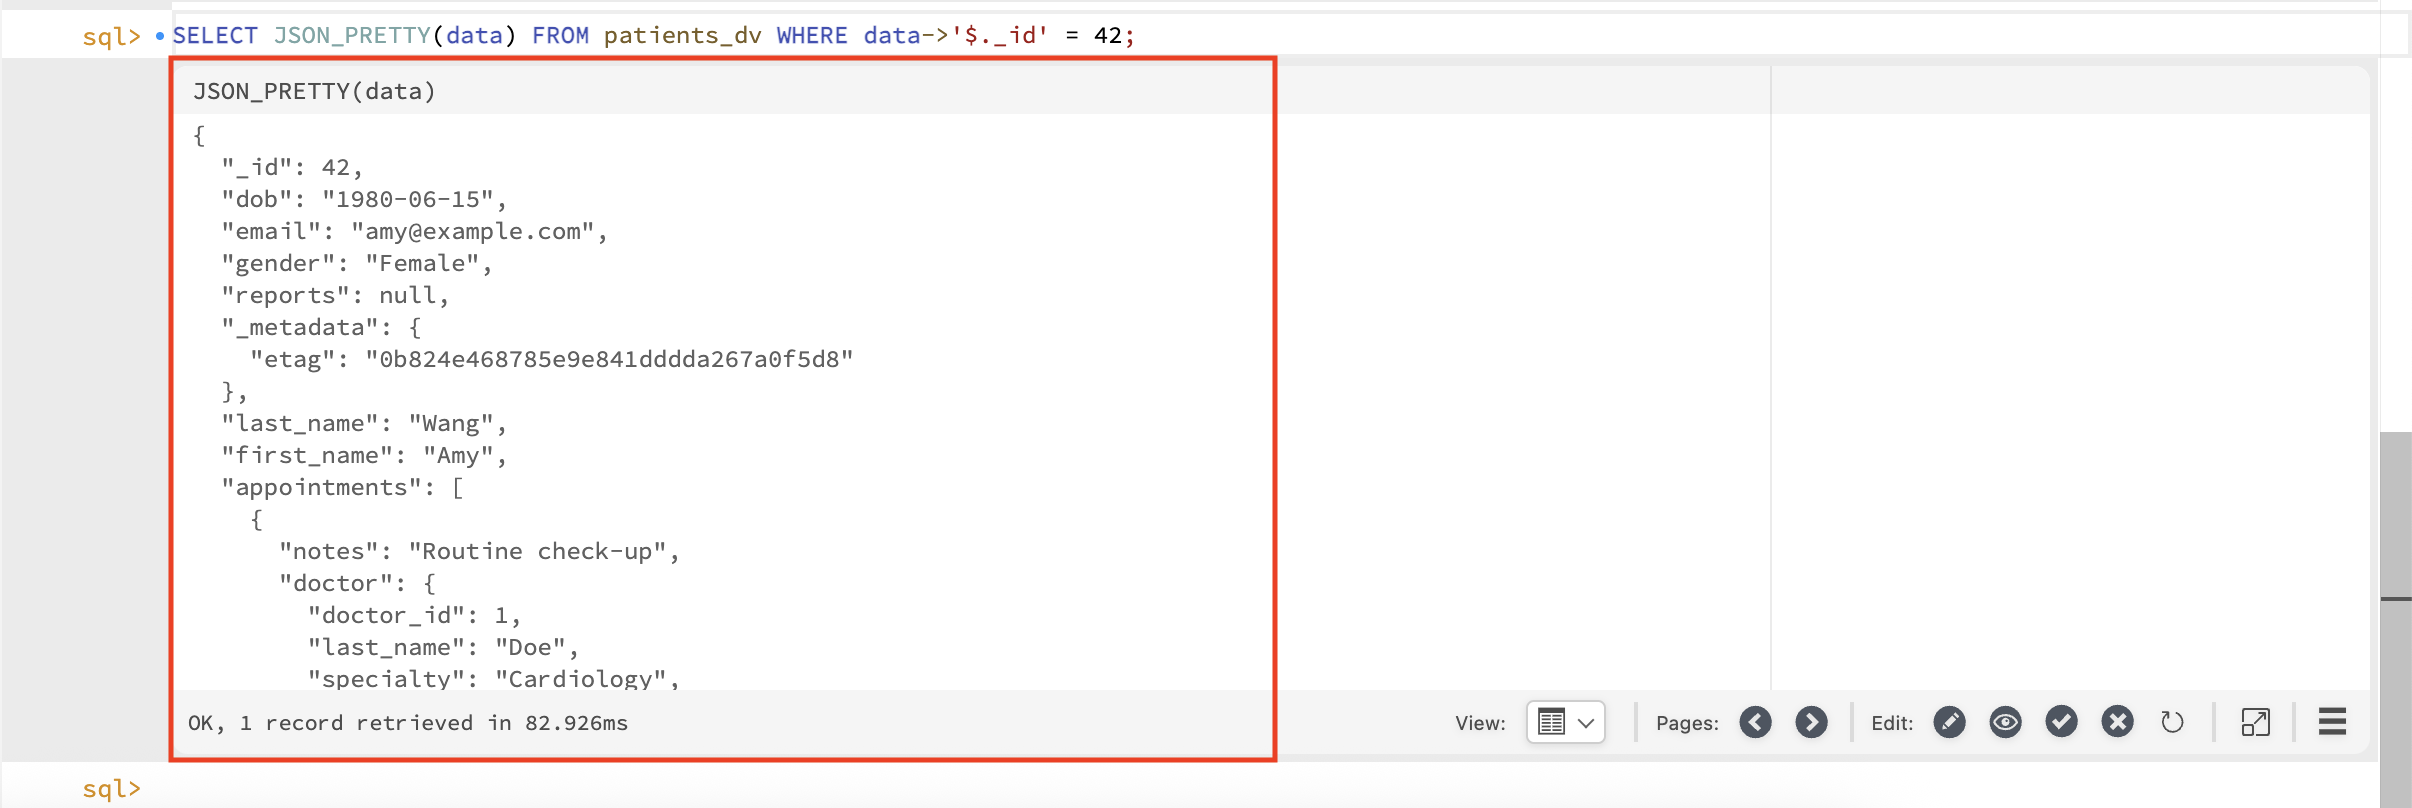 sql> SELECT JSON_PRETTY(data) FROM patients_dv WHERE data->'$._id' = 42;
JSON_PRETTY(data)
{
  "_id": 42,
  "dob": "1980-06-15",
  "email": "amy@example.com",
  "gender": "Female",
  "reports": null,
  "_metadata": {
    "etag": "0b824e468785e9e841dddda267a0f5d8"
  },
  "last_name": "Wang",
  "first_name": "Amy",
  "appointments": [
    {
      "notes": "Routine check-up",
      "doctor": {
        "doctor_id": 1,
        "last_name": "Doe",
        "specialty": "Cardiology",
OK, 1 record retrieved in 82.926ms View: Pages: Edit:
sql>